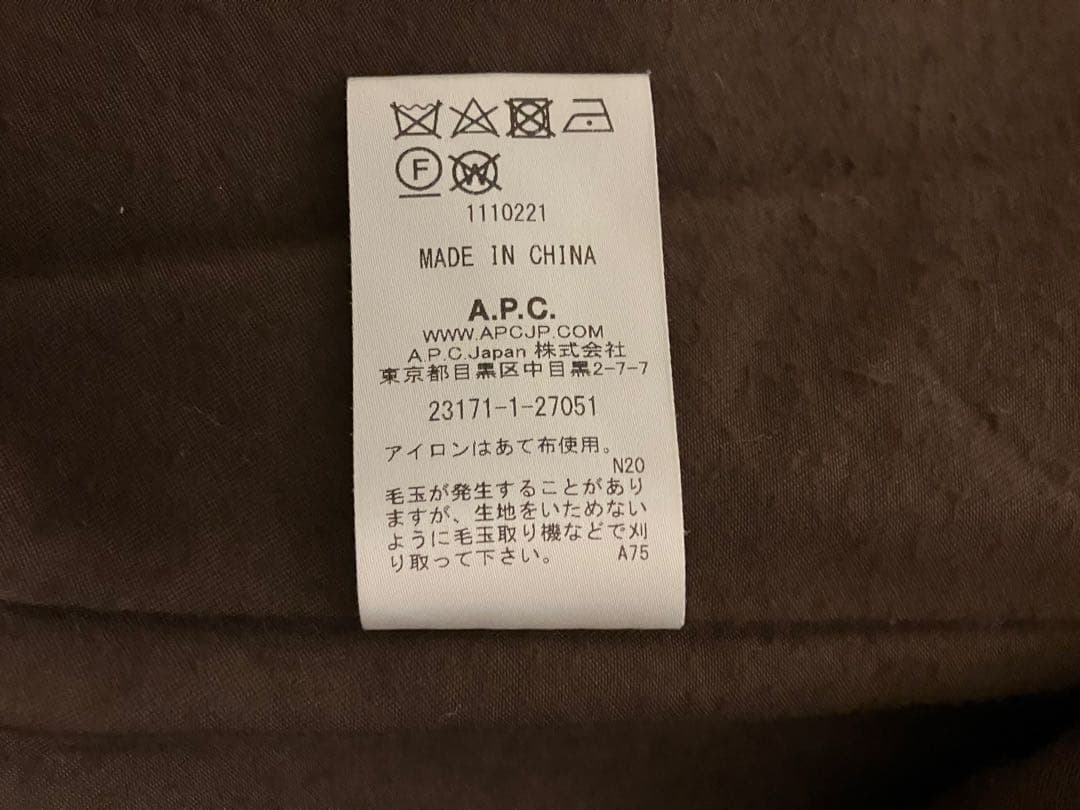 F W
1110221
MADE IN CHINA
A.P.C.
WWW.APCJP.COM
A.P.C.Japan 株式会社
東京都目黒区中目黒2-7-7
23171-1-27051
アイロンはあて布使用。
N20
毛玉が発生することがあり
ますが、生地をいためない
ように毛玉取り機などで刈
り取って下さい。 A75